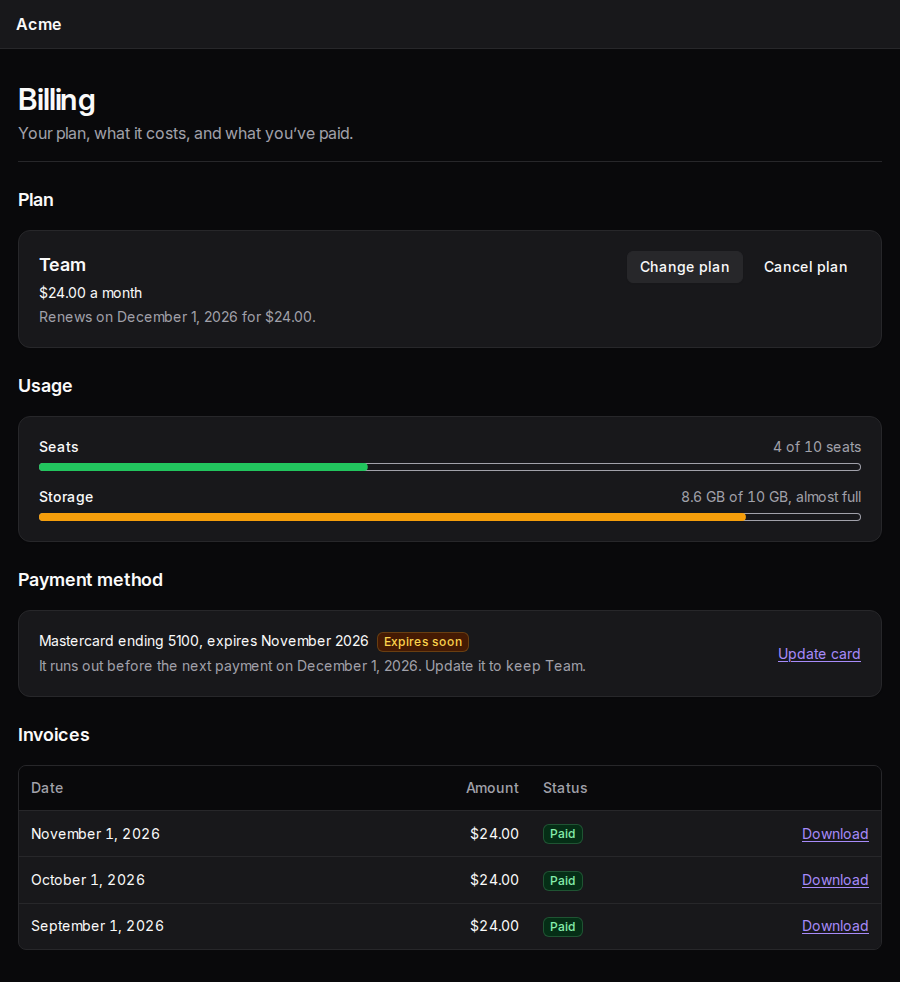 Acme
Billing
Your plan, what it costs, and what you've paid.
Plan
Team
Change plan
Cancel plan
$24.00 a month
Renews on December 1, 2026 for $24.00.
Usage
Seats
4 of 10 seats
Storage
8.6 GB of 10 GB, almost full
Payment method
Mastercard ending 5100, expires November 2026 Expires soon
It runs out before the next payment on December 1, 2026. Update it to keep Team.
Update card
Invoices
Date Amount Status
November 1, 2026 $24.00 Paid Download
October 1, 2026 $24.00 Paid Download
September 1, 2026 $24.00 Paid Download